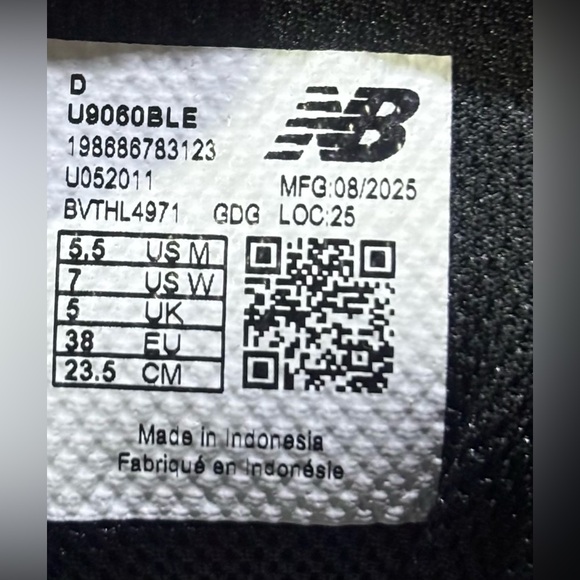 D
U9060BLE
198686783123
U052011
BVTHL4971 GDG
NB
MFG:08/2025
LOC:25
5.5 US M
7 US W
5 UK
38 EU
23.5 CM
Made in Indonesia
Fabriqué en Indonésie